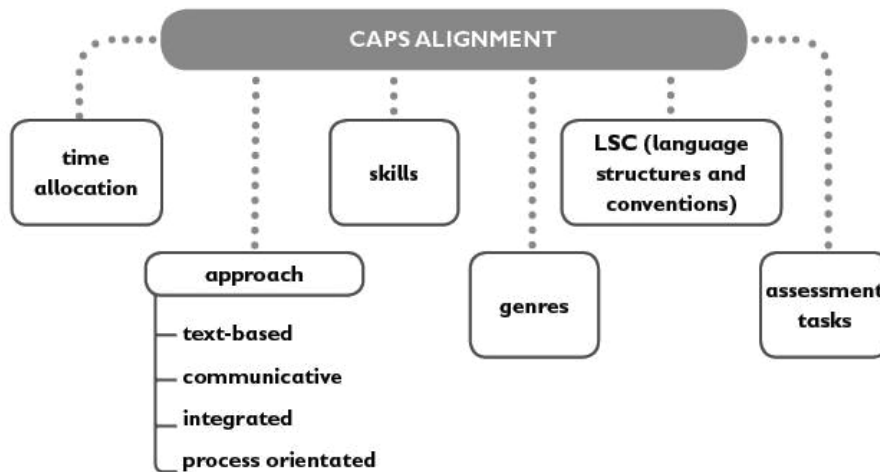 CAPS ALIGNMENT
time
allocation
skills
LSC (language
structures and
conventions)
approach
text-based
communicative
integrated
process orientated
genres
assessment
tasks